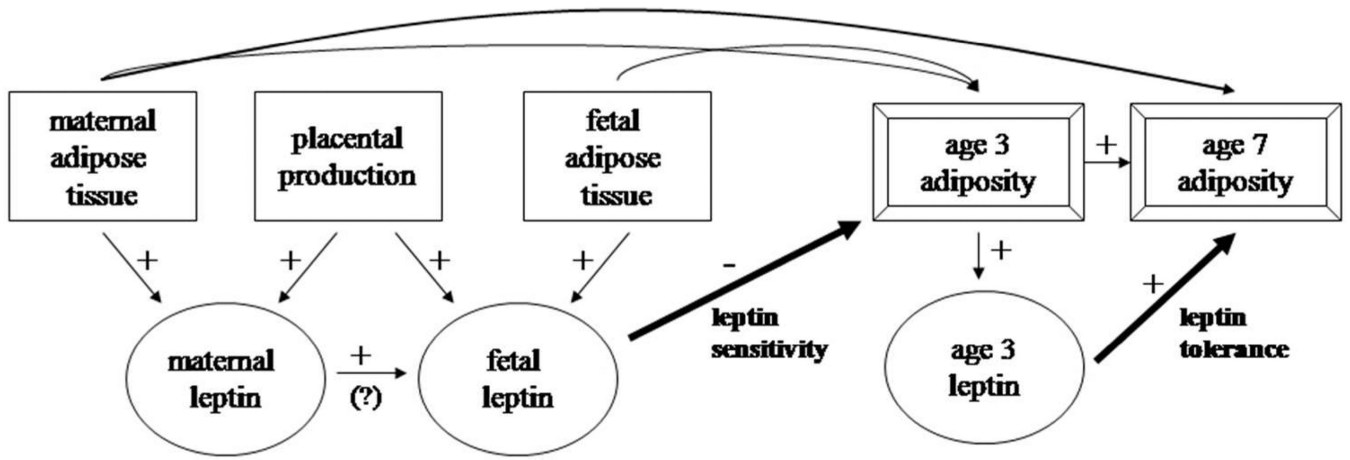 maternal
adipose
tissue
placental
production
fetal
adipose
tissue
age 3
adiposity
+
age 7
adiposity
+
+
+
+
-
+
+
leptin
sensitivity
leptin
tolerance
maternal
leptin
+
(?)
fetal
leptin
age 3
leptin